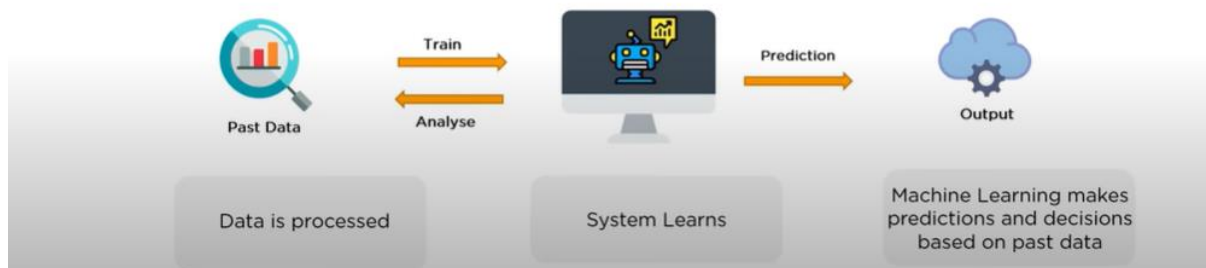 Train
Prediction
Past Data
Analyse
Output
Data is processed
System Learns
Machine Learning makes
predictions and decisions
based on past data